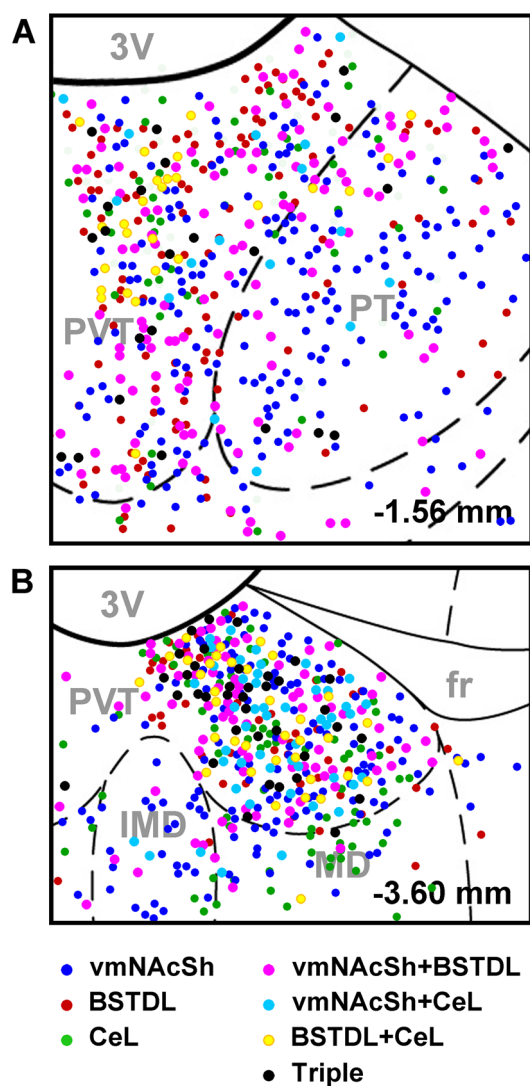 A
3V
PVT
PT
-1.56 mm
B
3V
PVT
fr
IMD
MD
-3.60 mm
vmNAcSh
BSTDL
CeL
vmNAcSh+BSTDL
vmNAcSh+CeL
BSTDL+CeL
Triple